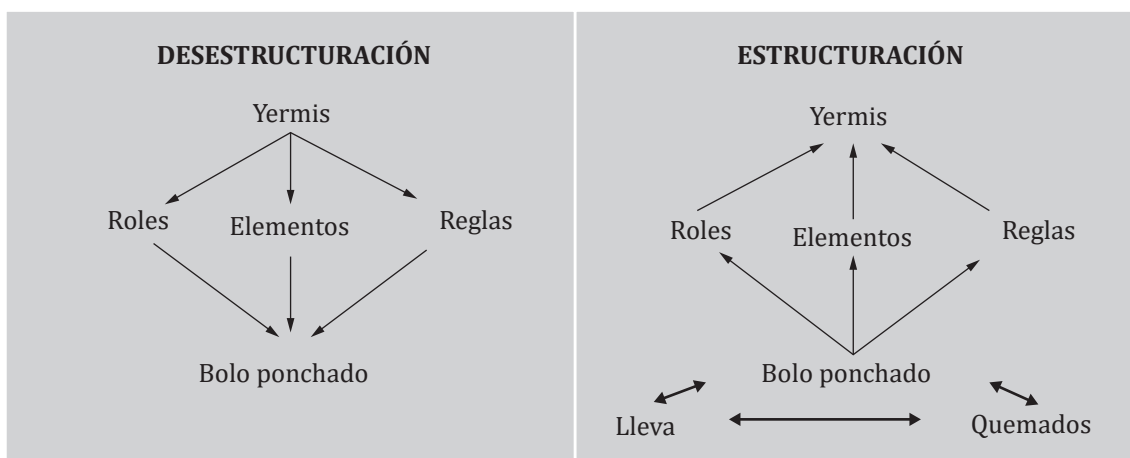 DESESTRUCTURACIÓN
Yermis
Roles
Elementos
Reglas
Bolo ponchado
ESTRUCTURACIÓN
Yermis
Roles
Elementos
Reglas
Bolo ponchado
Lleva
Quemados